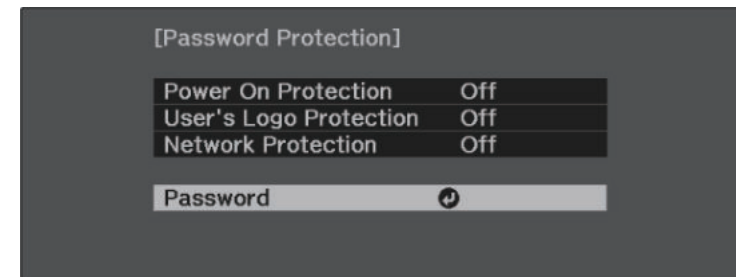 [Password Protection]
Power On Protection Off
User's Logo Protection Off
Network Protection Off
Password